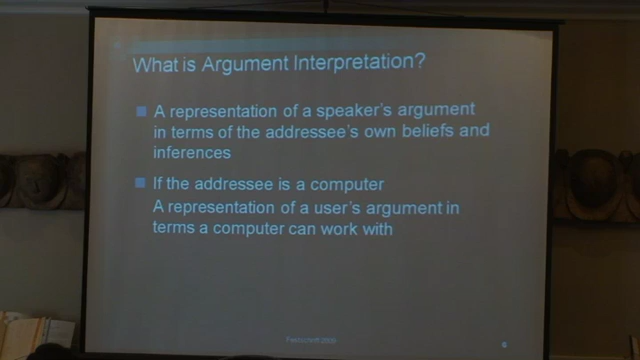 What is Argument Interpretation?
A representation of a speaker's argument
in terms of the addressee's own beliefs and
inferences
If the addressee is a computer
A representation of a user's argument in
terms a computer can work with